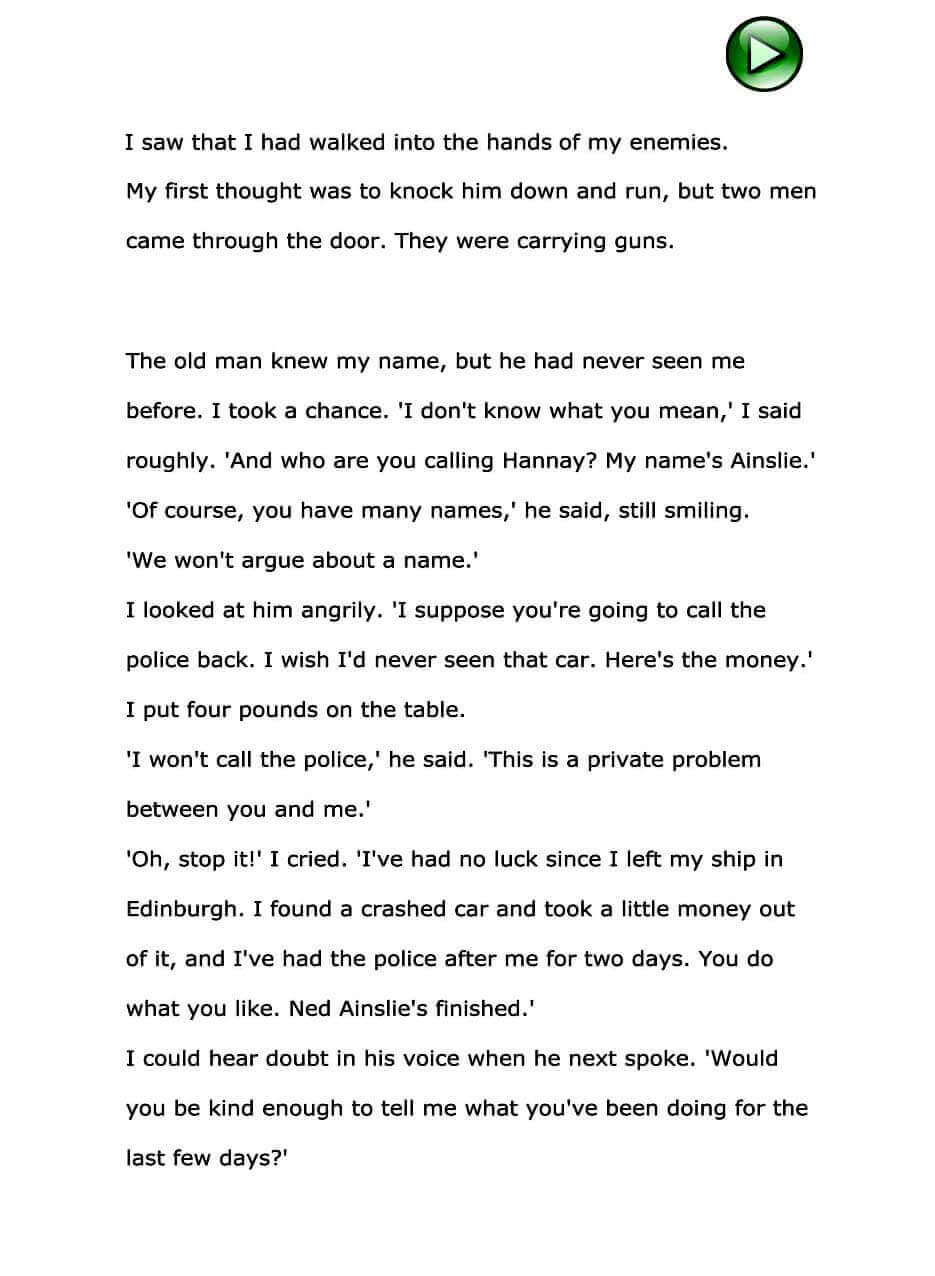 I saw that I had walked into the hands of my enemies.
My first thought was to knock him down and run, but two men
came through the door. They were carrying guns.
The old man knew my name, but he had never seen me
before. I took a chance. 'I don't know what you mean,' I said
roughly. 'And who are you calling Hannay? My name's Ainslie.'
'Of course, you have many names,' he said, still smiling.
'We won't argue about a name.'
I looked at him angrily. 'I suppose you're going to call the
police back. I wish I'd never seen that car. Here's the money.'
I put four pounds on the table.
'I won't call the police,' he said. 'This is a private problem
between you and me.'
'Oh, stop it!' I cried. 'I've had no luck since I left my ship in
Edinburgh. I found a crashed car and took a little money out
of it, and I've had the police after me for two days. You do
what you like. Ned Ainslie's finished.'
I could hear doubt in his voice when he next spoke. 'Would
you be kind enough to tell me what you've been doing for the
last few days?'